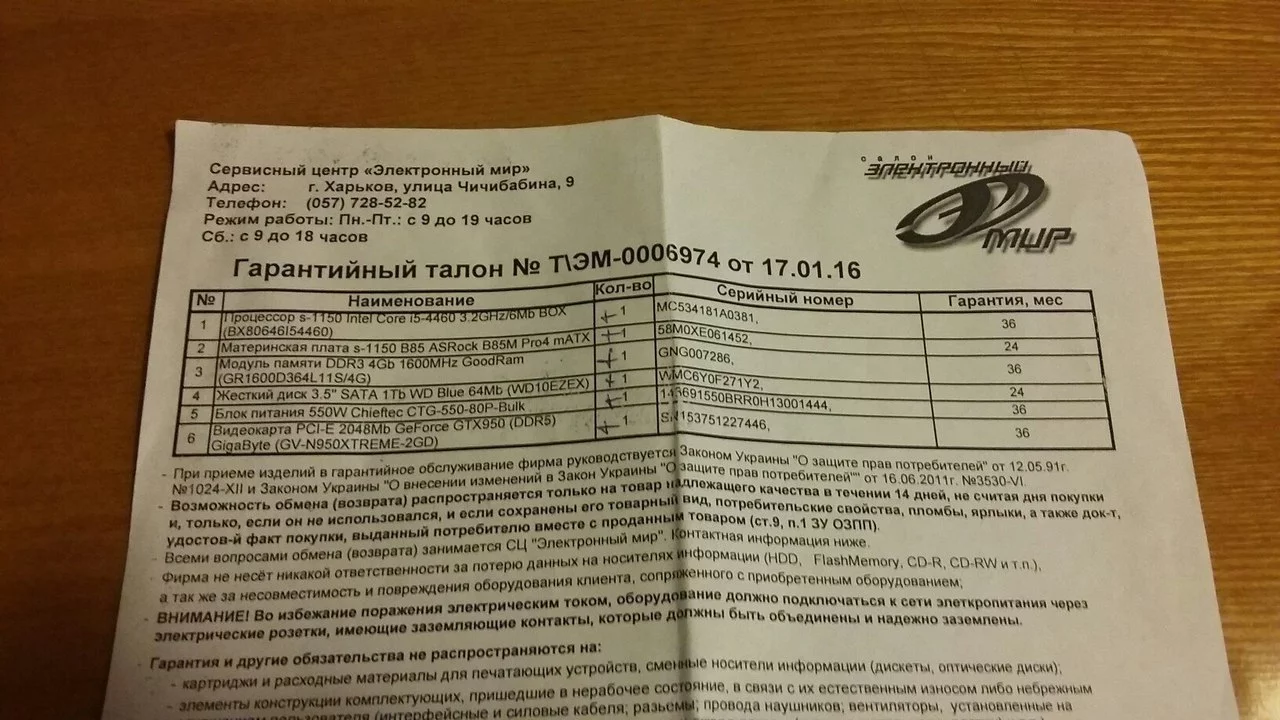 Сервисный центр «Электронный мир»
Адрес: г. Харьков, улица Чичибабина, 9
Телефон: (057) 728-52-82
Режим работы: Пн.-Пт.: с 9 до 19 часов
Сб.: с 9 до 18 часов
салон
ЭЛЕКТРОННЫЙ
МИР
Гарантийный талон № Т\ЭМ-0006974 от 17.01.16
№ Наименование Кол-во Серийный номер Гарантия, мес
1 Процессор s-1150 Intel Core i5-4460 3.2GHz/6Mb BOX
(BX80646I54460) 1 MC534181A0381, 36
2 Материнская плата s-1150 B85 ASRock B85M Pro4 mATX 1 58M0XE061452, 24
3 Модуль памяти DDR3 4Gb 1600MHz GoodRam
(GR1600D364L11S/4G) 1 GNG007286, 36
4 Жесткий диск 3.5" SATA 1Tb WD Blue 64Mb (WD10EZEX) 1 WMC6Y0F271Y2, 24
5 Блок питания 550W Chieftec CTG-550-80P-Bulk 1 36
6 Видеокарта PCI-E 2048Mb GeForce GTX950 (DDR5)
GigaByte (GV-N950XTREME-2GD) 1 36
- При приеме изделий в гарантийное обслуживание фирма руководствуется Законом Украины "О защите прав потребителей" от 12.05.91г.
№1024-XII и Законом Украины "О внесении изменений в Закон Украины "О защите прав потребителей"" от 16.06.2011г. №3530-VI.
- Возможность обмена (возврата) распространяется только на товар надлежащего качества в течении 14 дней, не считая дня покупки
и, только, если он не использовался, и если сохранены его товарный вид, потребительские свойства, пломбы, ярлыки, а также док-т,
удостов-й факт покупки, выданный потребителю вместе с проданным товаром (ст.9, п.1 ЗУ ОЗПП).
- Всеми вопросами обмена (возврата) занимается СЦ "Электронный мир". Контактная информация ниже.
- Фирма не несёт никакой ответственности за потерю данных на носителях информации (HDD, FlashMemory, CD-R, CD-RW и т.п.),
а так же за несовместимость и повреждения оборудования клиента, сопряженного с приобретенным оборудованием;
- ВНИМАНИЕ! Во избежание поражения электрическим током, оборудование должно подключаться к сети элеткропитания через
электрические розетки, имеющие заземляющие контакты, которые должны быть объединены и надежно заземлены.
- Гарантия и другие обязательства не распространяются на:
- картриджи и расходные материалы для печатающих устройств, сменные носители информации (дискеты, оптические диски);
- элементы конструкции комплектующих, пришедшие в нерабочее состояние, в связи с их естественным износом либо небрежным
пользователя (интерфейсные и силовые кабеля; разъемы; провода наушников; вентиляторы, установленные на